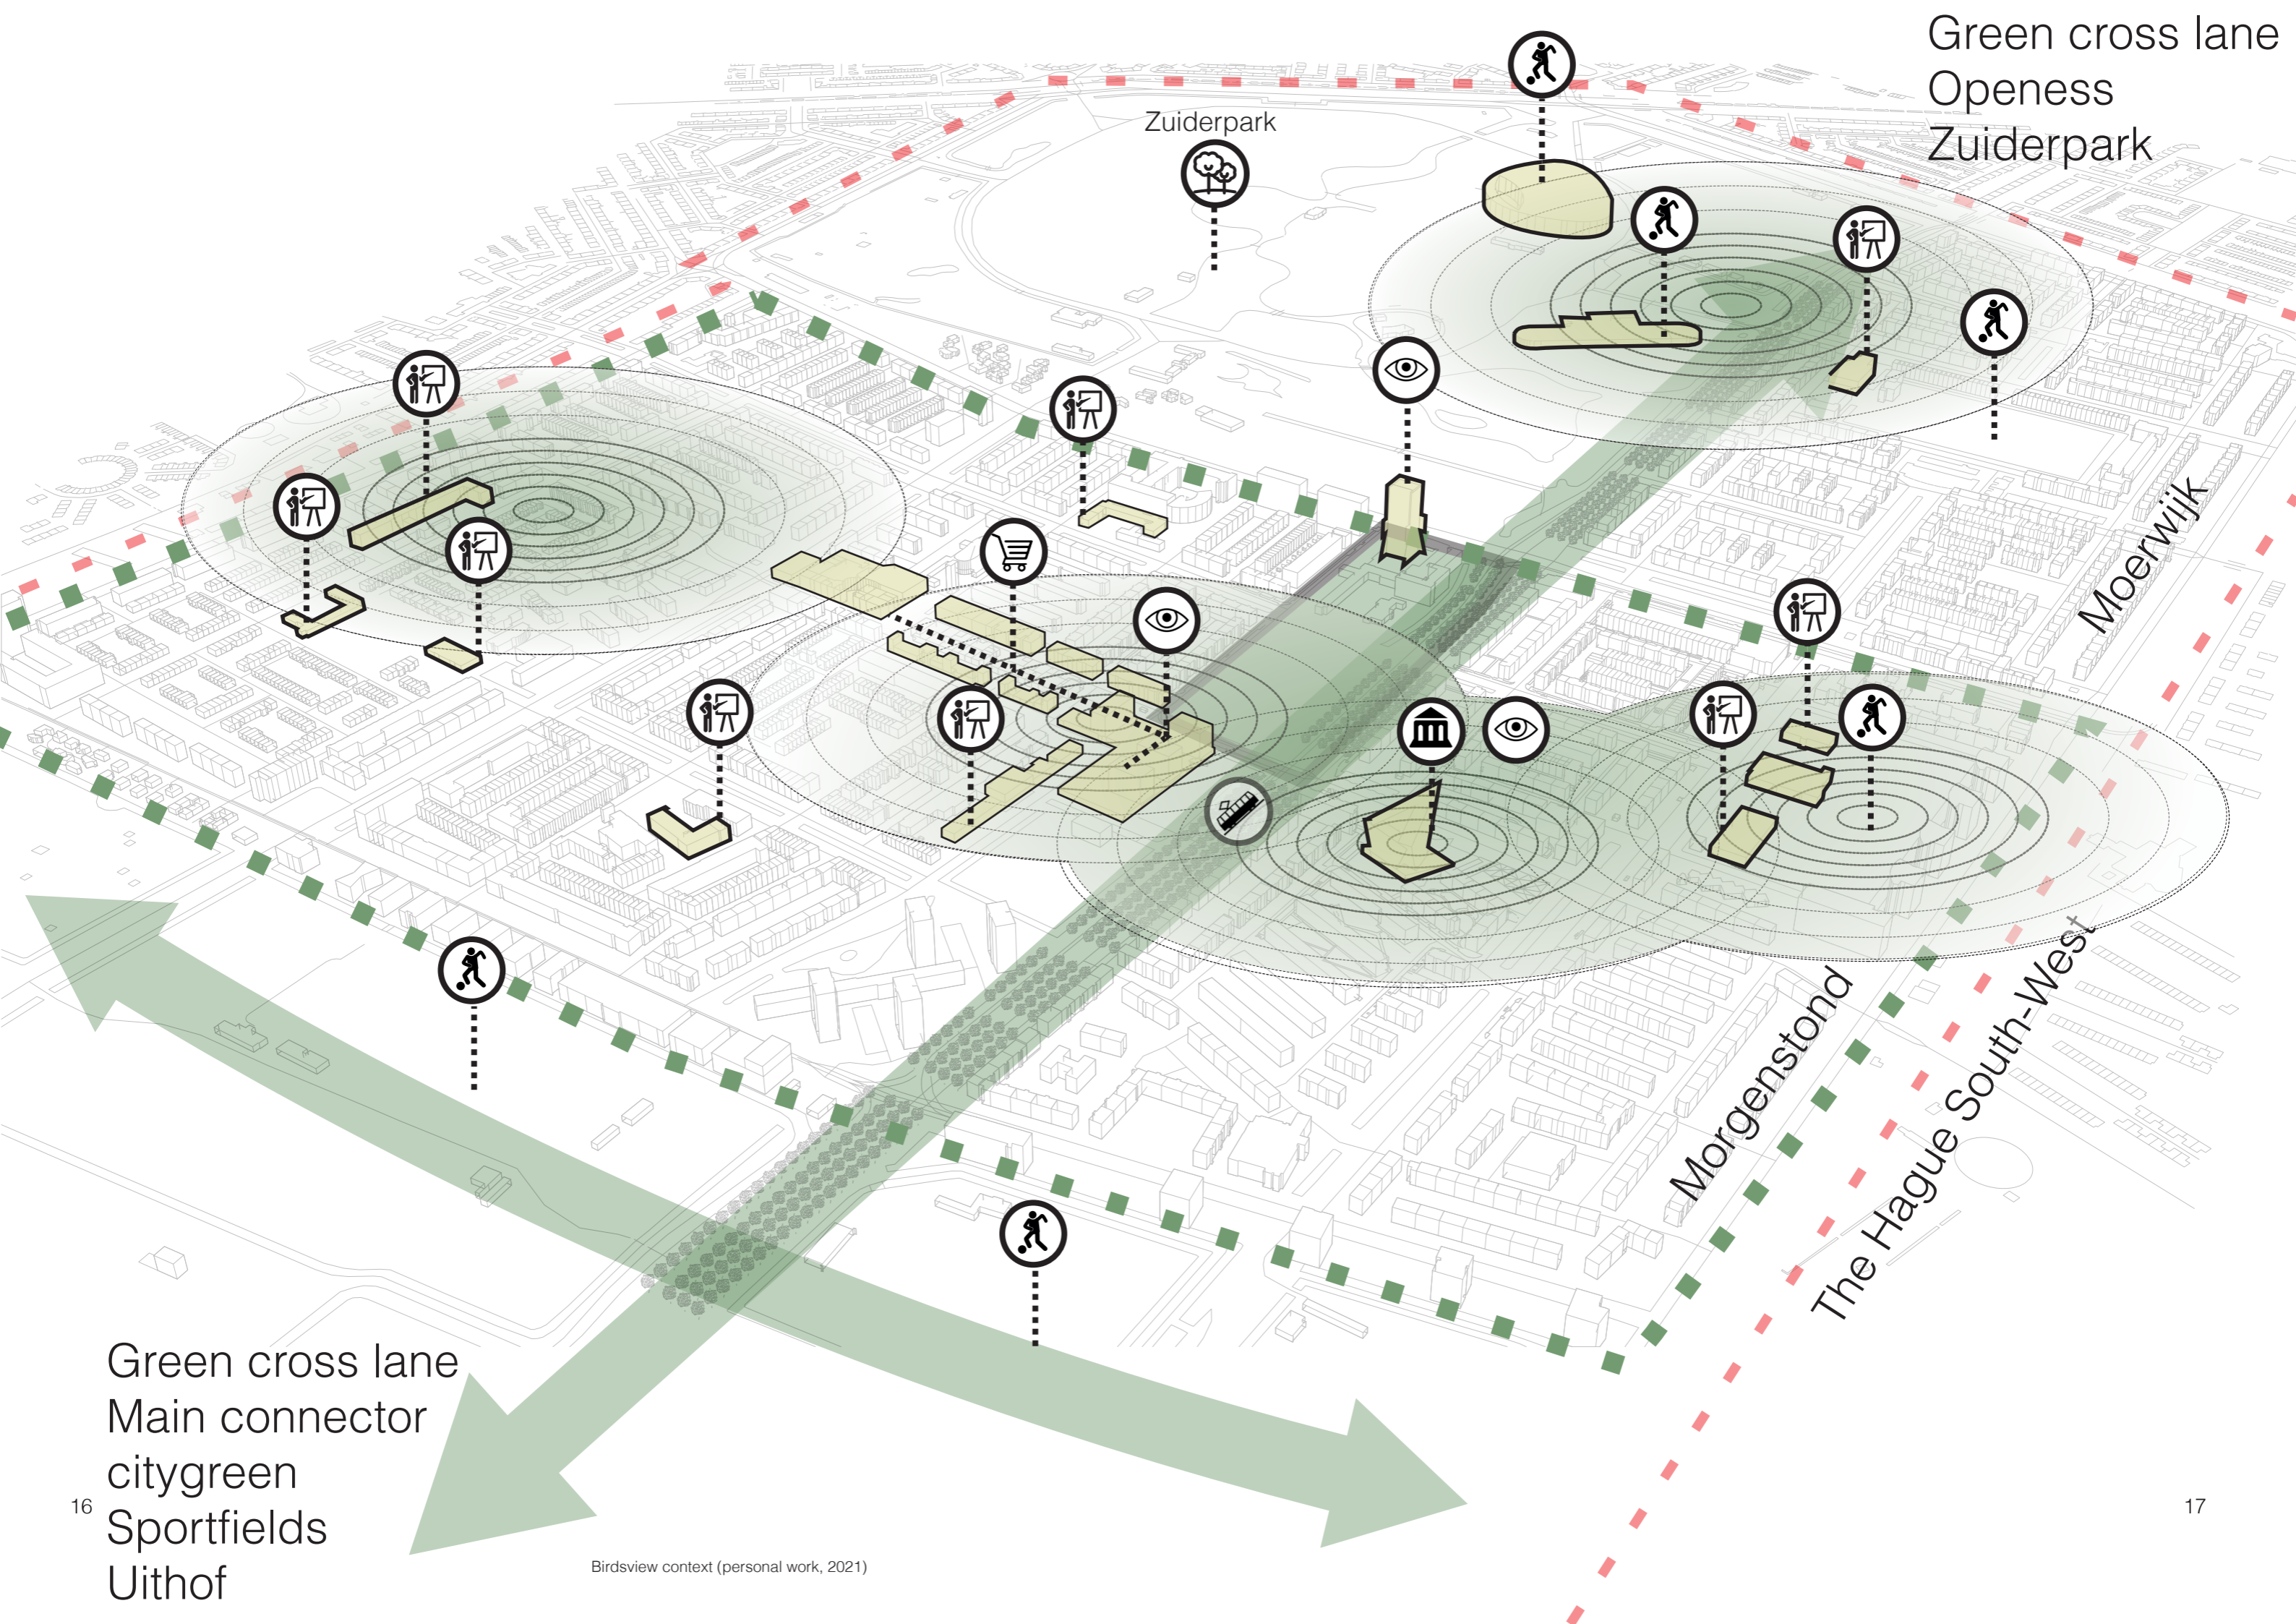 Green cross lane
Openess
Zuiderpark
Zuiderpark
Moerwijk
Morgenstond
The Hague South-West
Green cross lane
Main connector
citygreen
Sportfields
Uithof
16
17
Birdsview context (personal work, 2021)